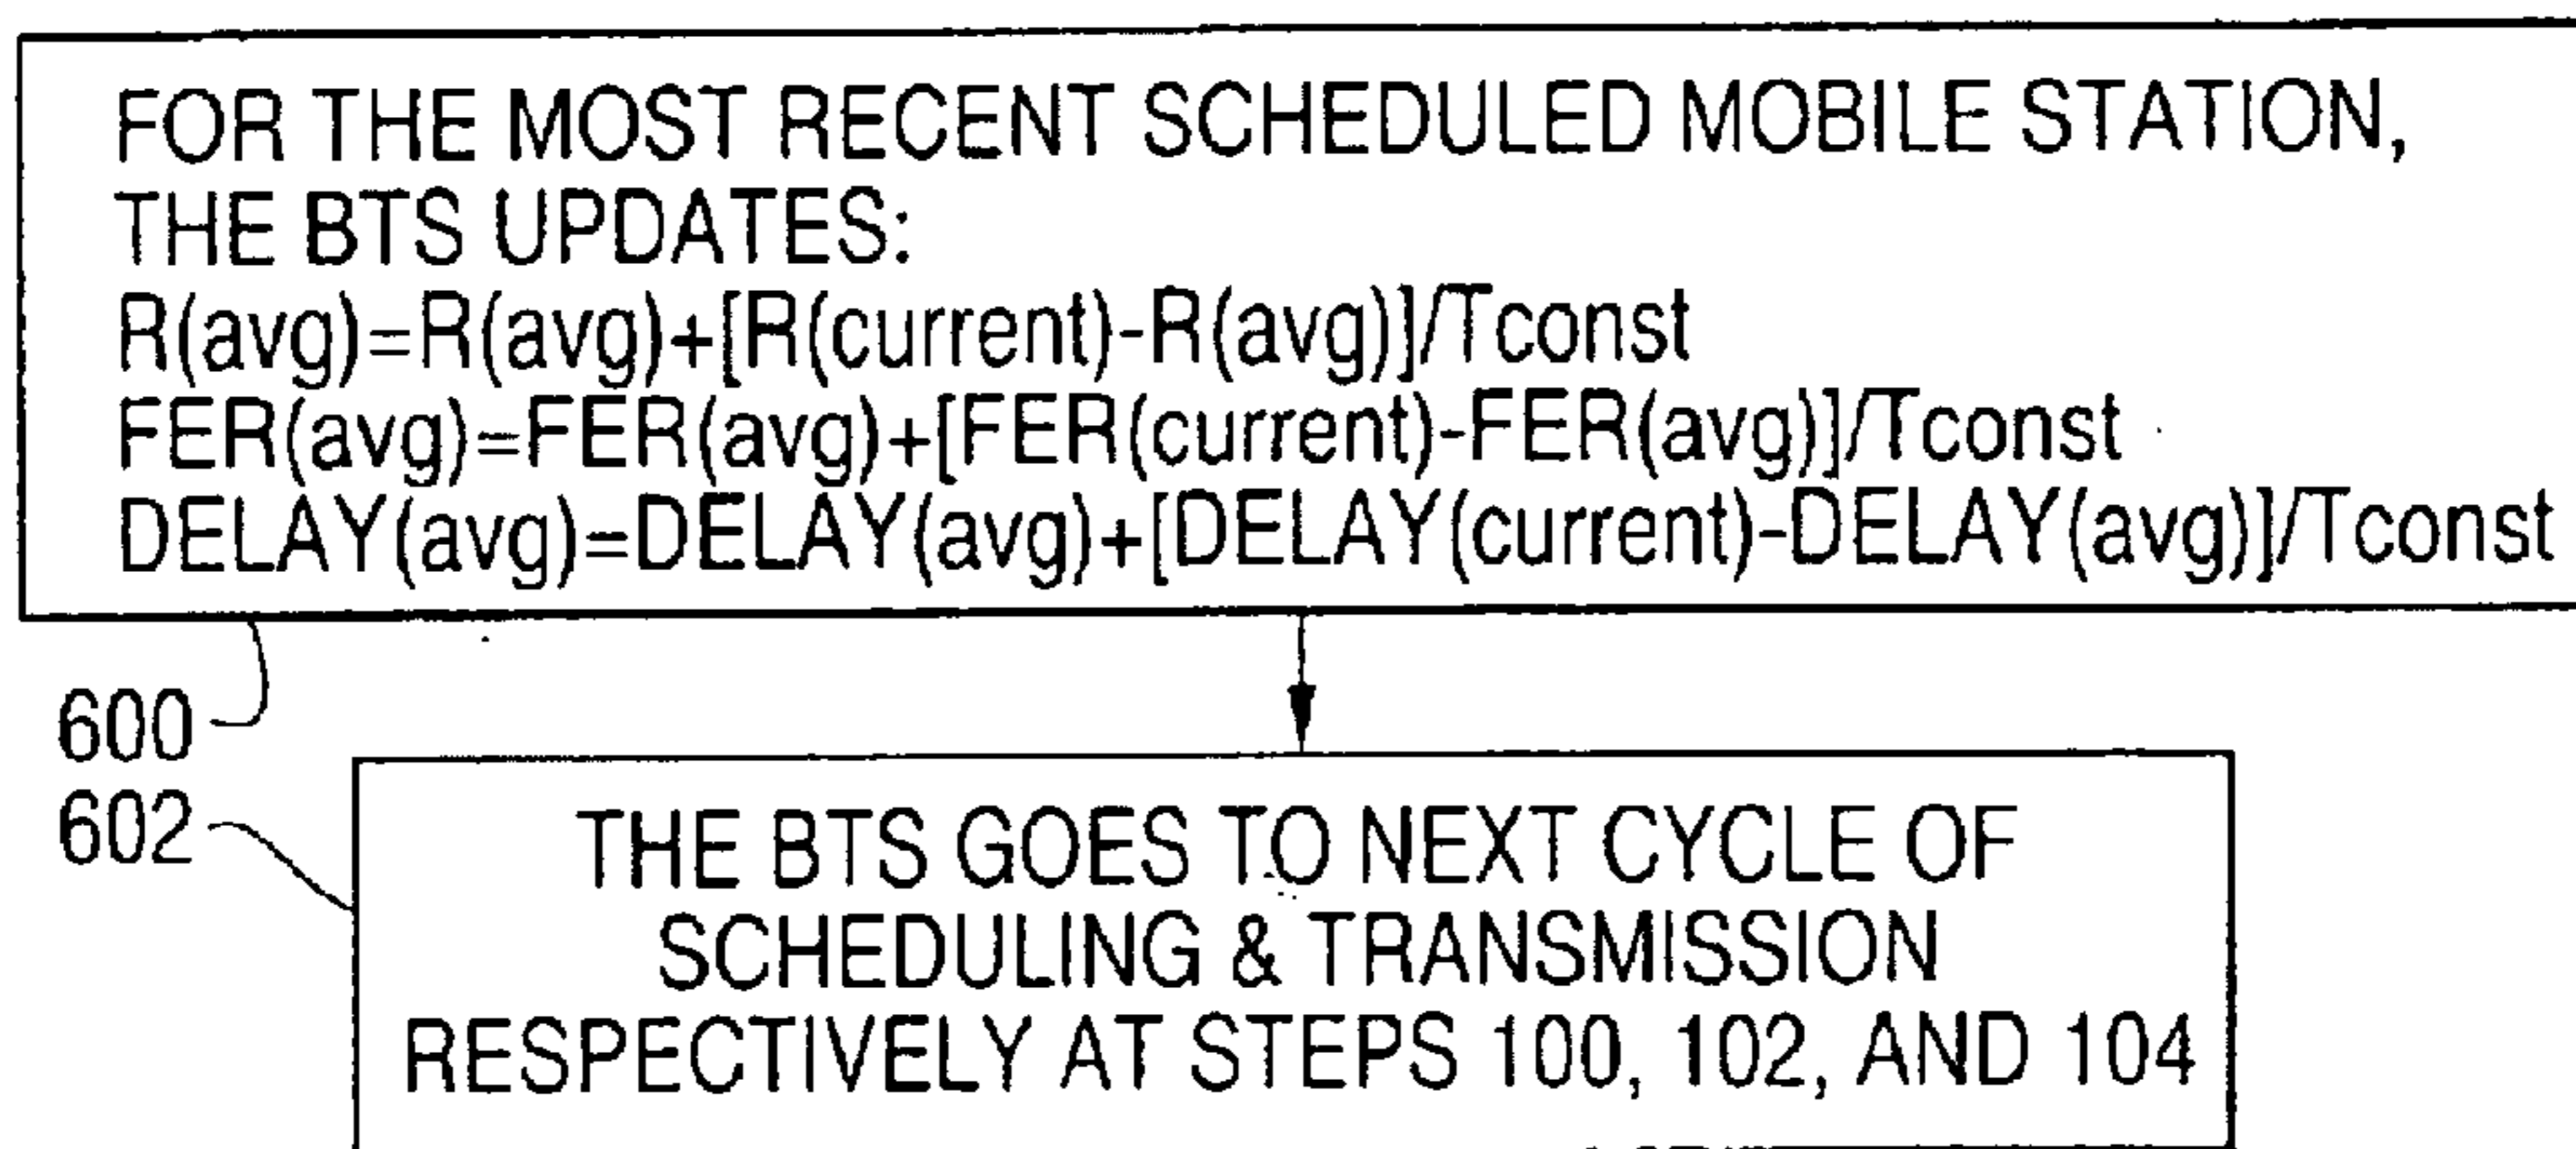 FOR THE MOST RECENT SCHEDULED MOBILE STATION,
THE BTS UPDATES:
R(avg)=R(avg)+[R(current)-R(avg)]/Tconst
FER(avg)=FER(avg)+[FER(current)-FER(avg)]/Tconst
DELAY(avg)=DELAY(avg)+[DELAY(current)-DELAY(avg)]/Tconst
600
602
THE BTS GOES TO NEXT CYCLE OF
SCHEDULING & TRANSMISSION
RESPECTIVELY AT STEPS 100, 102, AND 104